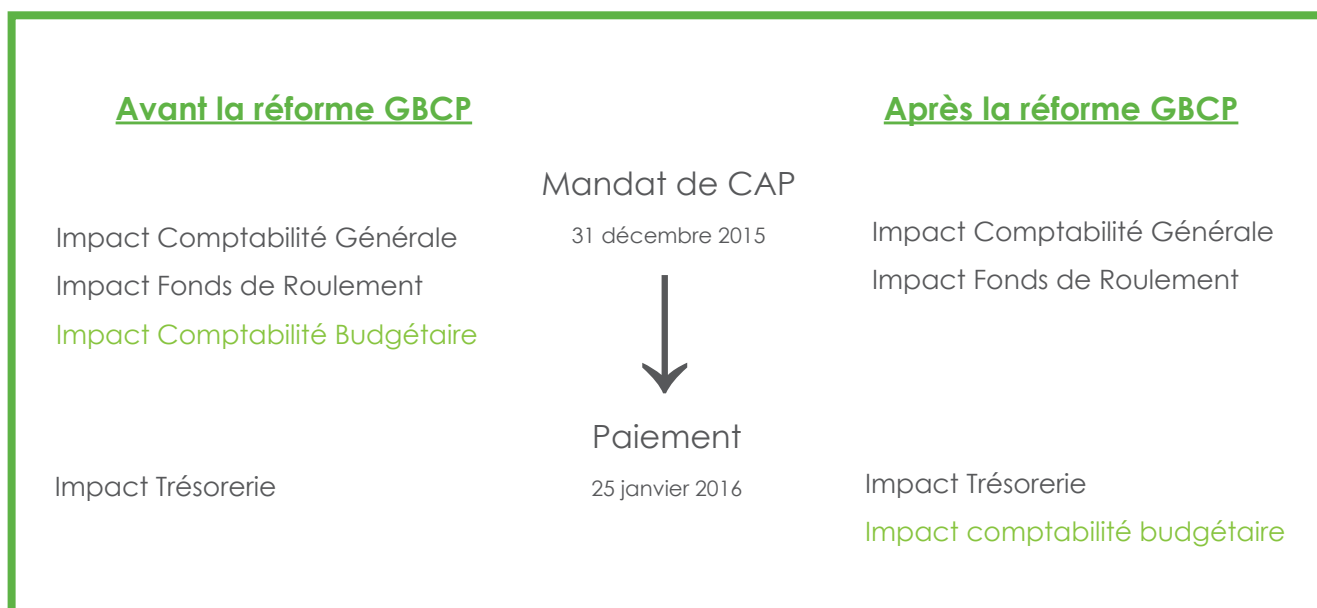 Avant la réforme GBCP
Après la réforme GBCP
Mandat de CAP
Impact Comptabilité Générale
31 décembre 2015
Impact Comptabilité Générale
Impact Fonds de Roulement
Impact Fonds de Roulement
Impact Comptabilité Budgétaire
Paiement
Impact Trésorerie
25 janvier 2016
Impact Trésorerie
Impact comptabilité budgétaire